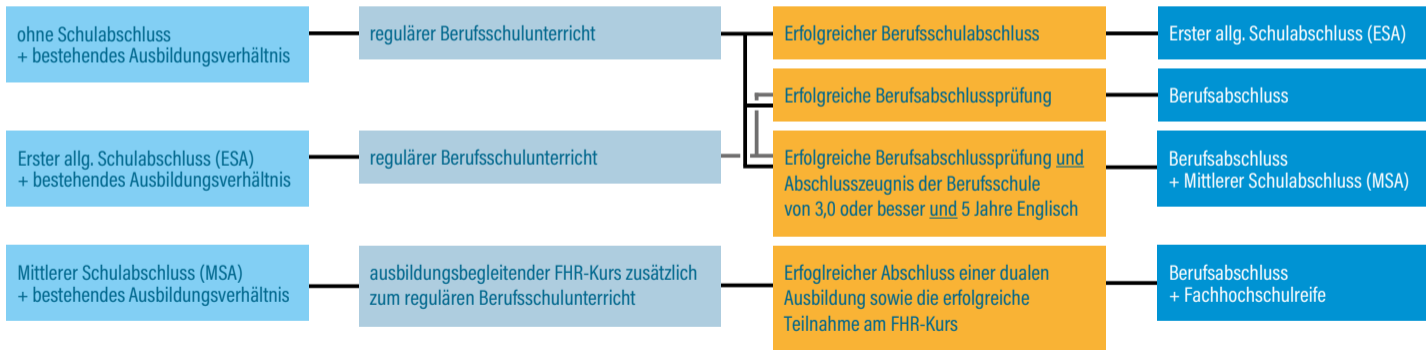 ohne Schulabschluss
+ bestehendes Ausbildungsverhältnis
regulärer Berufsschulunterricht
Erfolgreicher Berufsschulabschluss
Erster allg. Schulabschluss (ESA)
Erfolgreiche Berufsabschlussprüfung
Berufsabschluss
Erster allg. Schulabschluss (ESA)
+ bestehendes Ausbildungsverhältnis
regulärer Berufsschulunterricht
Erfolgreiche Berufsabschlussprüfung und
Abschlusszeugnis der Berufsschule
von 3,0 oder besser und 5 Jahre Englisch
Berufsabschluss
+ Mittlerer Schulabschluss (MSA)
Mittlerer Schulabschluss (MSA)
+ bestehendes Ausbildungsverhältnis
ausbildungsbegleitender FHR-Kurs zusätzlich
zum regulären Berufsschulunterricht
Erfoglreicher Abschluss einer dualen
Ausbildung sowie die erfolgreiche
Teilnahme am FHR-Kurs
Berufsabschluss
+ Fachhochschulreife